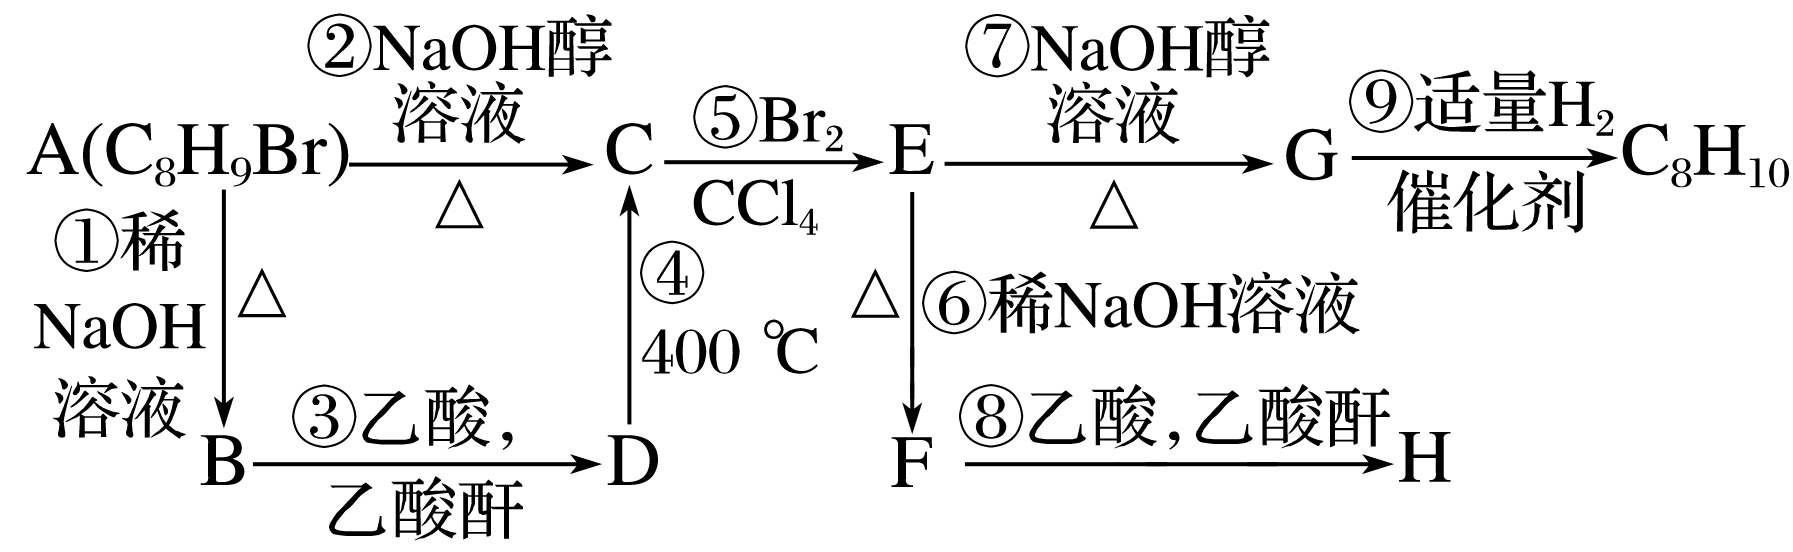 ②NaOH醇
溶液
△
⑦NaOH醇
溶液
△
A(C₈H₉Br)
C
⑤Br₂
CCl₄
E
G
⑨适量H₂
催化剂
C₈H₁₀
①稀
NaOH
溶液
△
④
400 ℃
△
⑥稀NaOH溶液
B
③乙酸,
乙酸酐
D
F
⑧乙酸,乙酸酐
H